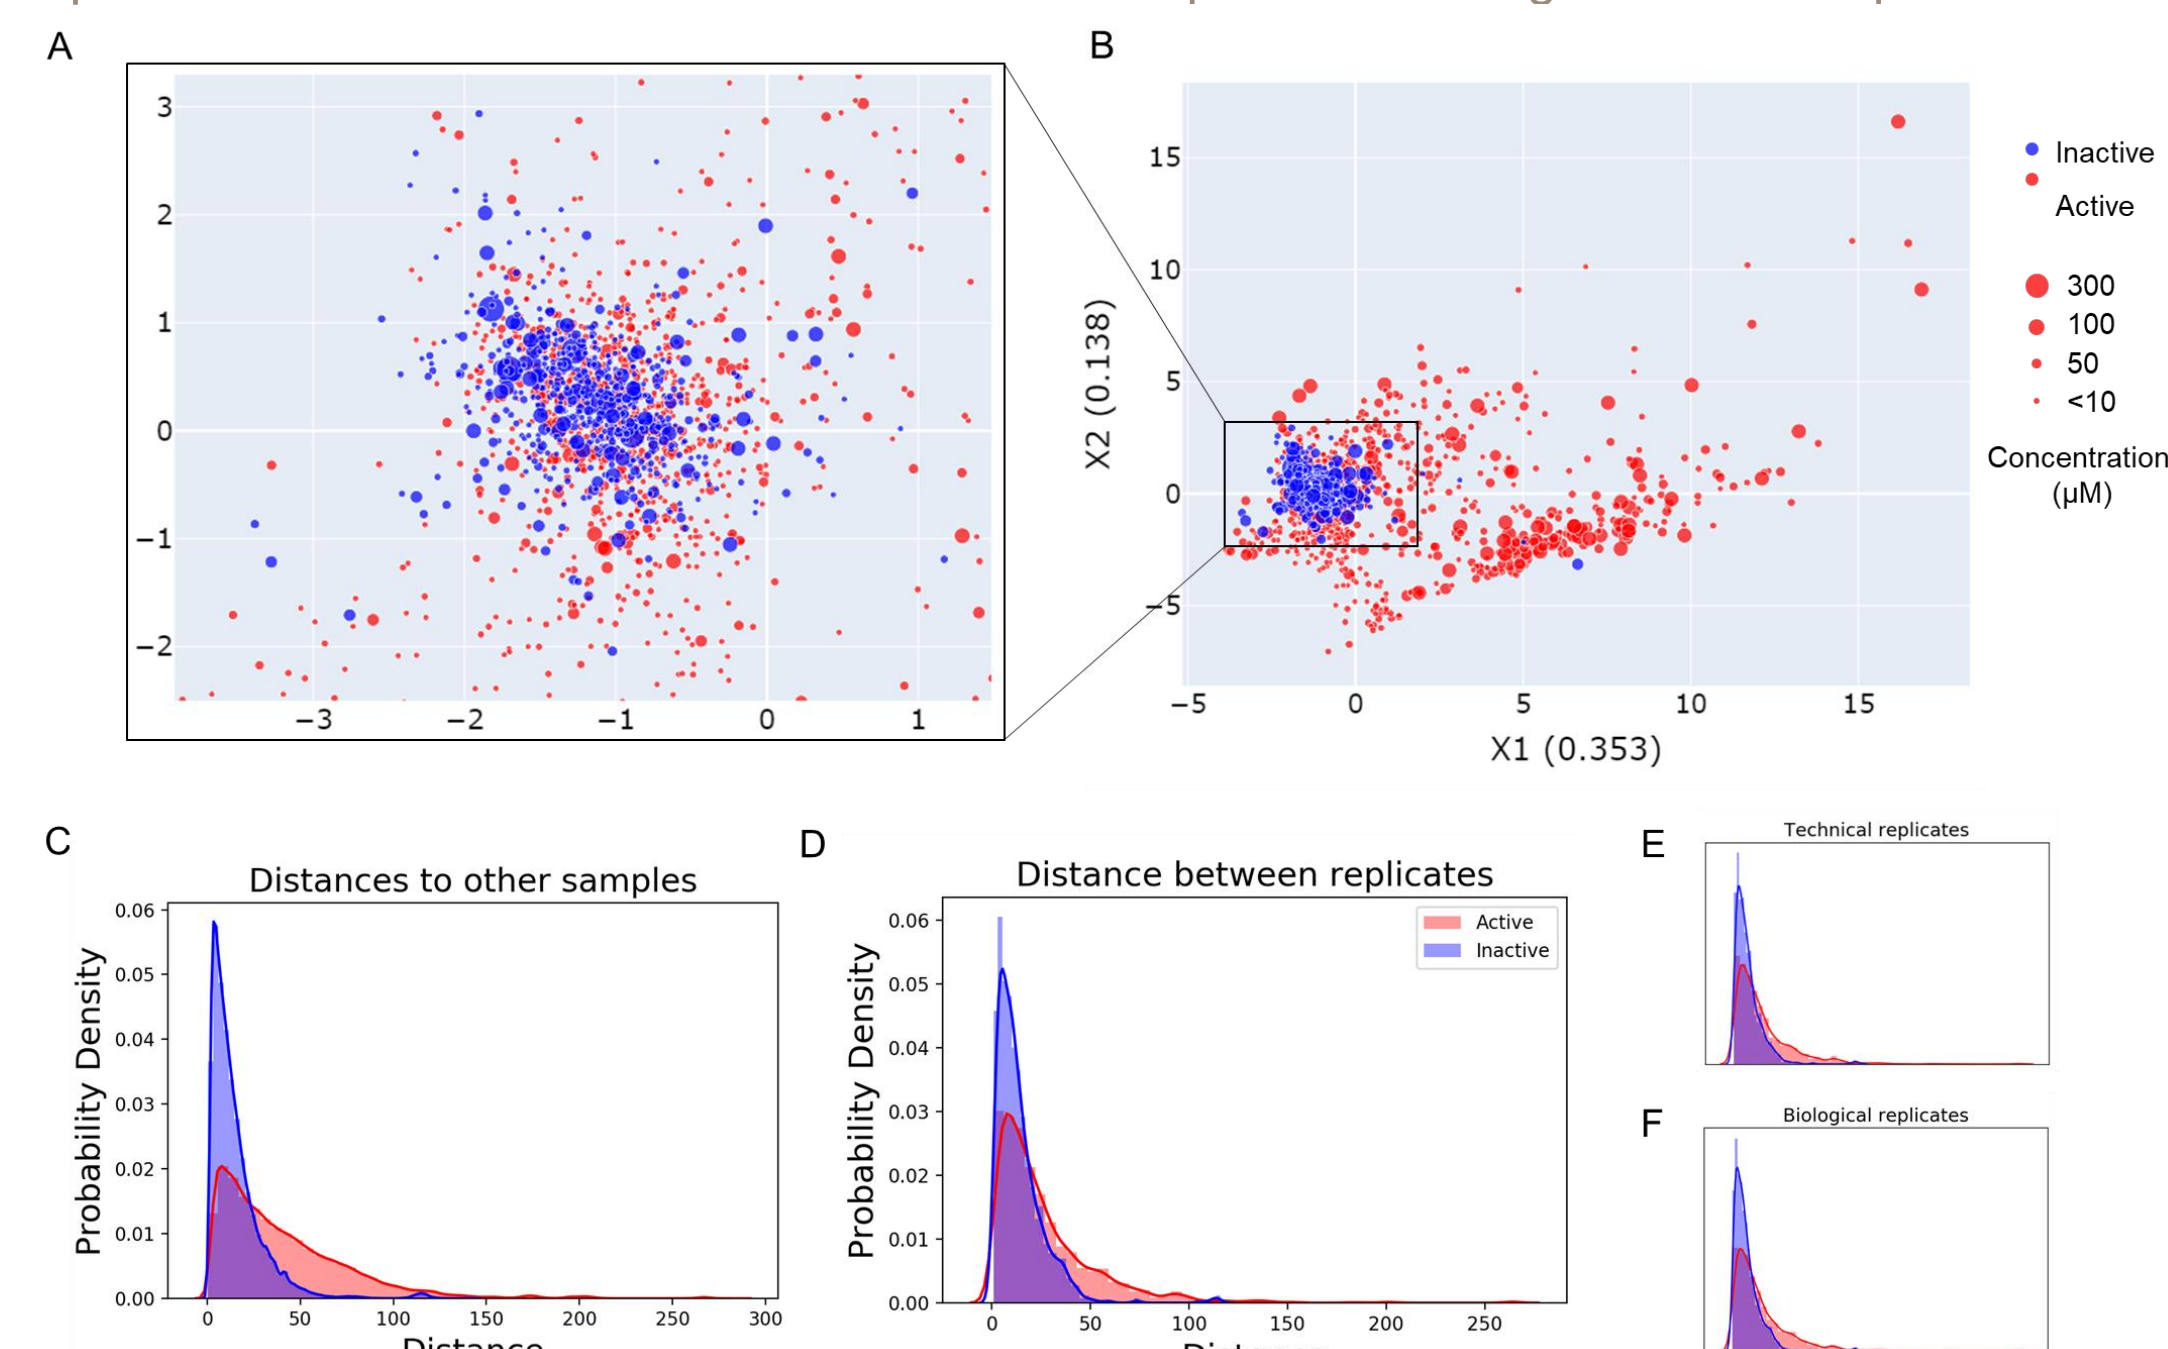 A
B
3
2
1
0
−1
−2
−3
−2
−1
0
1
X2 (0.138)
15
10
5
0
−5
−5
0
5
10
15
X1 (0.353)
Inactive
Active
300
100
50
<10
Concentration
(µM)
C
Distances to other samples
Probability Density
0.06
0.05
0.04
0.03
0.02
0.01
0.00
0
50
100
150
200
250
300
Distance
D
Distance between replicates
Active
Inactive
Probability Density
0.06
0.05
0.04
0.03
0.02
0.01
0.00
0
50
100
150
200
250
E
Technical replicates
F
Biological replicates